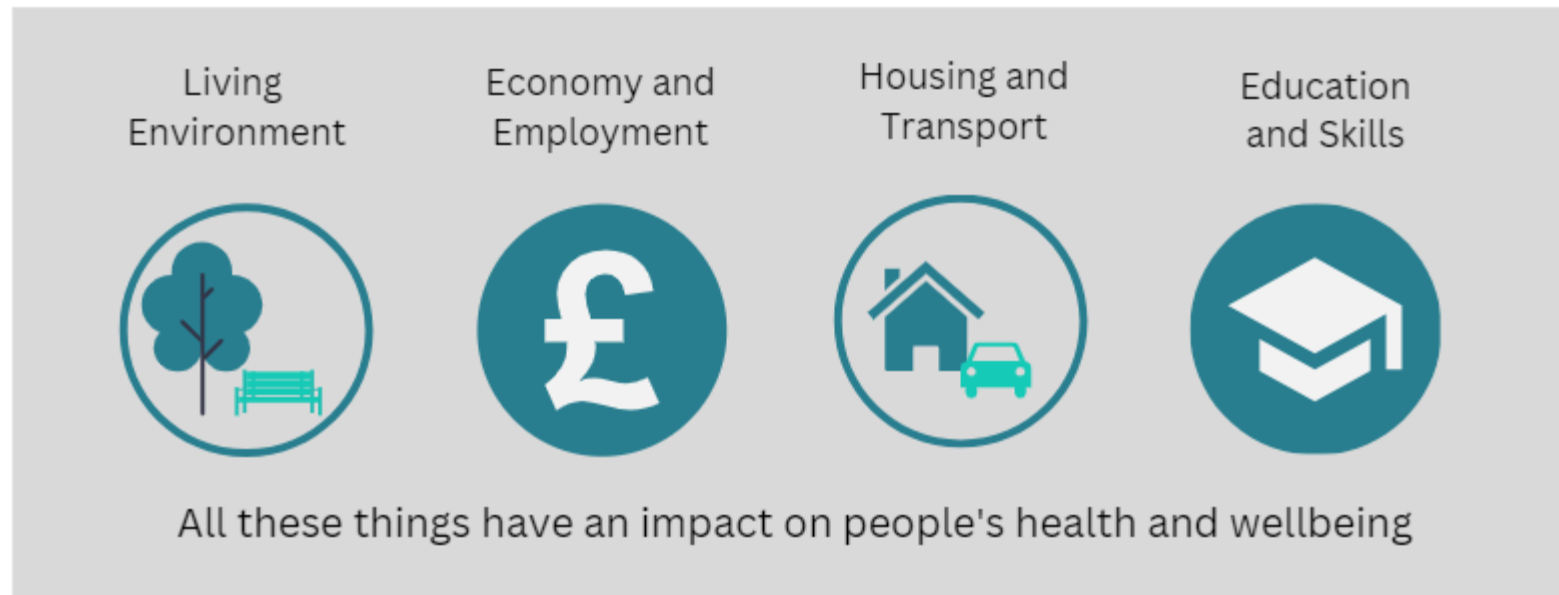 Living
Environment
Economy and
Employment
Housing and
Transport
Education
and Skills
£
All these things have an impact on people's health and wellbeing